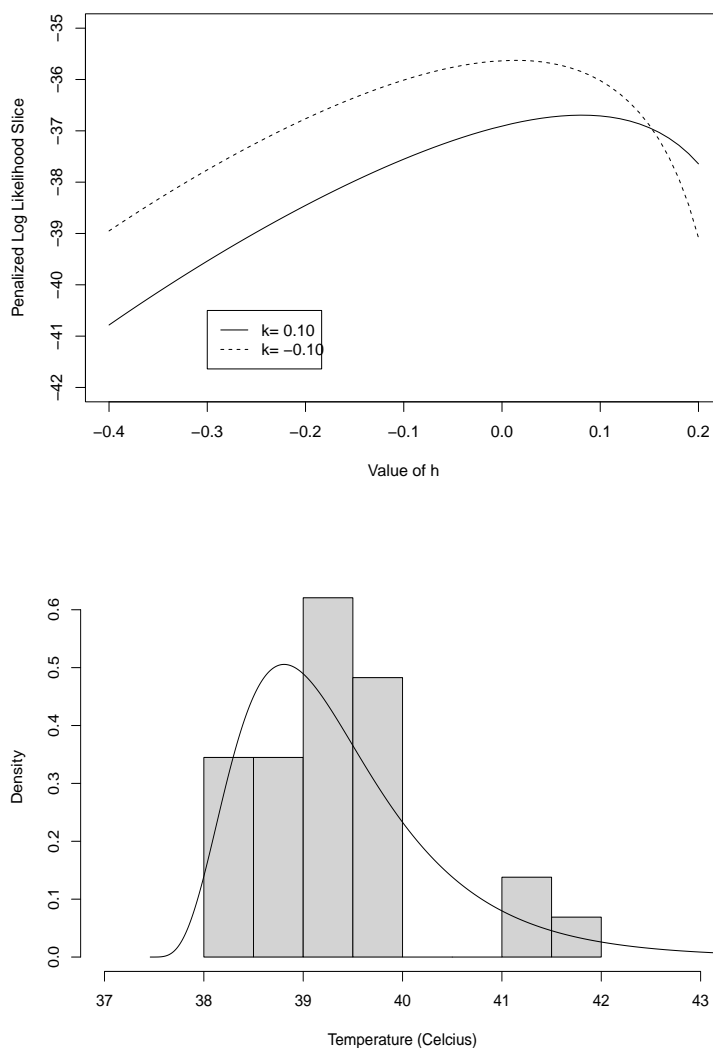 Penalized Log Likelihood Slice
−35
−36
−37
−38
−39
−40
−41
−42
k= 0.10
k= −0.10
−0.4 −0.3 −0.2 −0.1 0.0 0.1 0.2
Value of h
Density
0.6
0.5
0.4
0.3
0.2
0.1
0.0
37 38 39 40 41 42 43
Temperature (Celcius)